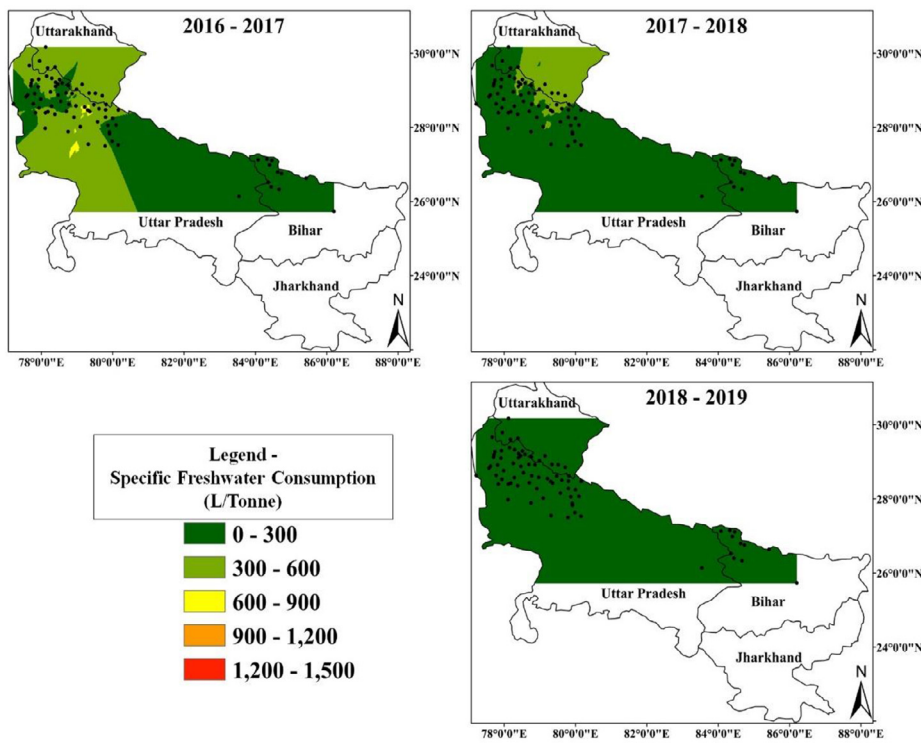 Uttarakhand
2016 - 2017
30°0'0"N
28°0'0"N
26°0'0"N
24°0'0"N
Uttar Pradesh
Bihar
Jharkhand
N
78°0'0"E 80°0'0"E 82°0'0"E 84°0'0"E 86°0'0"E 88°0'0"E
Uttarakhand
2017 - 2018
30°0'0"N
28°0'0"N
26°0'0"N
24°0'0"N
Uttar Pradesh
Bihar
Jharkhand
N
78°0'0"E 80°0'0"E 82°0'0"E 84°0'0"E 86°0'0"E 88°0'0"E
Legend -
Specific Freshwater Consumption
(L/Tonne)
0 - 300
300 - 600
600 - 900
900 - 1,200
1,200 - 1,500
Uttarakhand
2018 - 2019
30°0'0"N
28°0'0"N
26°0'0"N
24°0'0"N
Uttar Pradesh
Bihar
Jharkhand
N
78°0'0"E 80°0'0"E 82°0'0"E 84°0'0"E 86°0'0"E 88°0'0"E